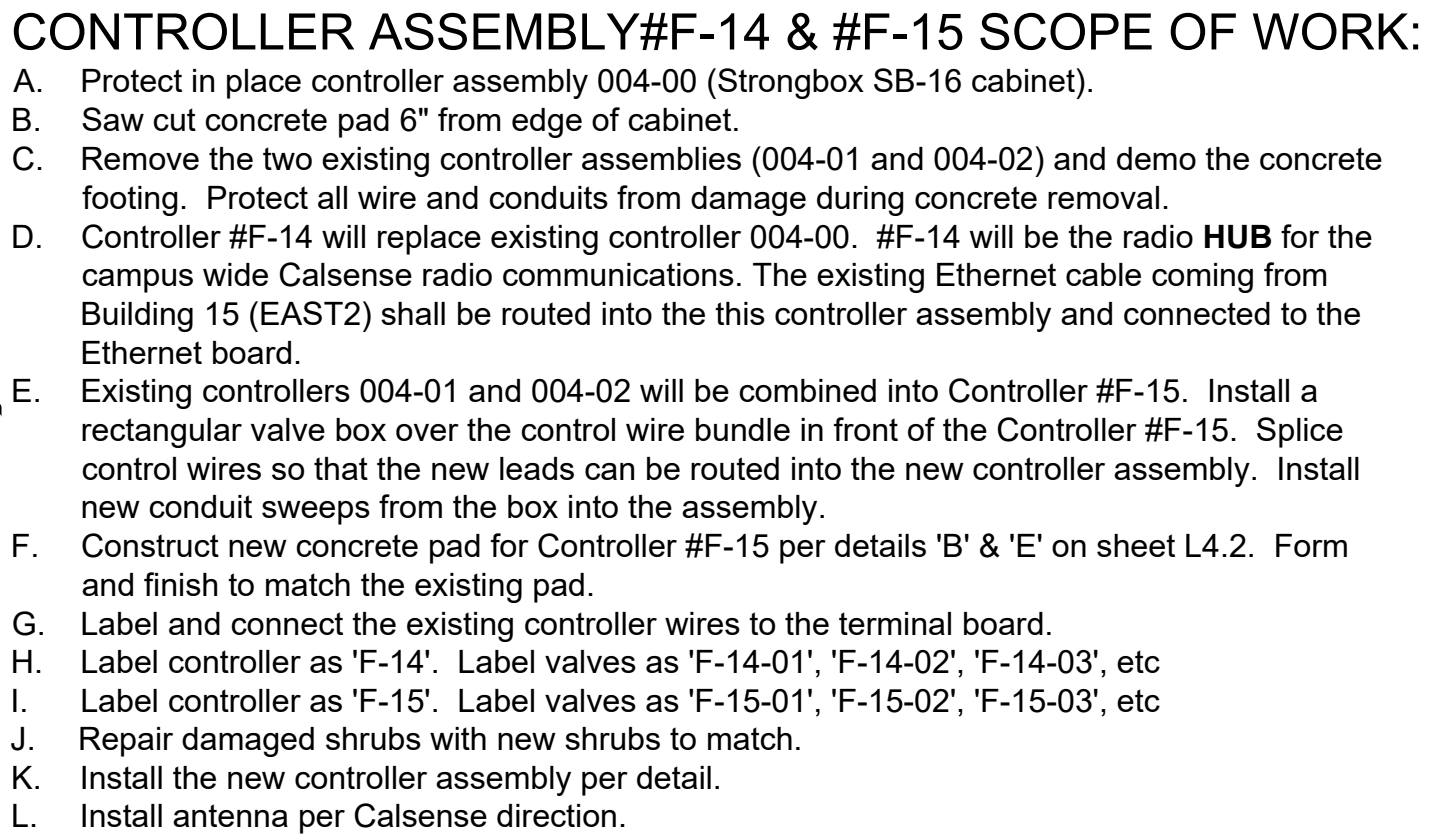 CONTROLLER ASSEMBLY#F-14 & #F-15 SCOPE OF WORK:
A. Protect in place controller assembly 004-00 (Strongbox SB-16 cabinet).
B. Saw cut concrete pad 6" from edge of cabinet.
C. Remove the two existing controller assemblies (004-01 and 004-02) and demo the concrete
footing. Protect all wire and conduits from damage during concrete removal.
D. Controller #F-14 will replace existing controller 004-00. #F-14 will be the radio HUB for the
campus wide Calsense radio communications. The existing Ethernet cable coming from
Building 15 (EAST2) shall be routed into the this controller assembly and connected to the
Ethernet board.
E. Existing controllers 004-01 and 004-02 will be combined into Controller #F-15. Install a
rectangular valve box over the control wire bundle in front of the Controller #F-15. Splice
control wires so that the new leads can be routed into the new controller assembly. Install
new conduit sweeps from the box into the assembly.
F. Construct new concrete pad for Controller #F-15 per details 'B' & 'E' on sheet L4.2. Form
and finish to match the existing pad.
G. Label and connect the existing controller wires to the terminal board.
H. Label controller as 'F-14'. Label valves as 'F-14-01', 'F-14-02', 'F-14-03', etc
I. Label controller as 'F-15'. Label valves as 'F-15-01', 'F-15-02', 'F-15-03', etc
J. Repair damaged shrubs with new shrubs to match.
K. Install the new controller assembly per detail.
L. Install antenna per Calsense direction.